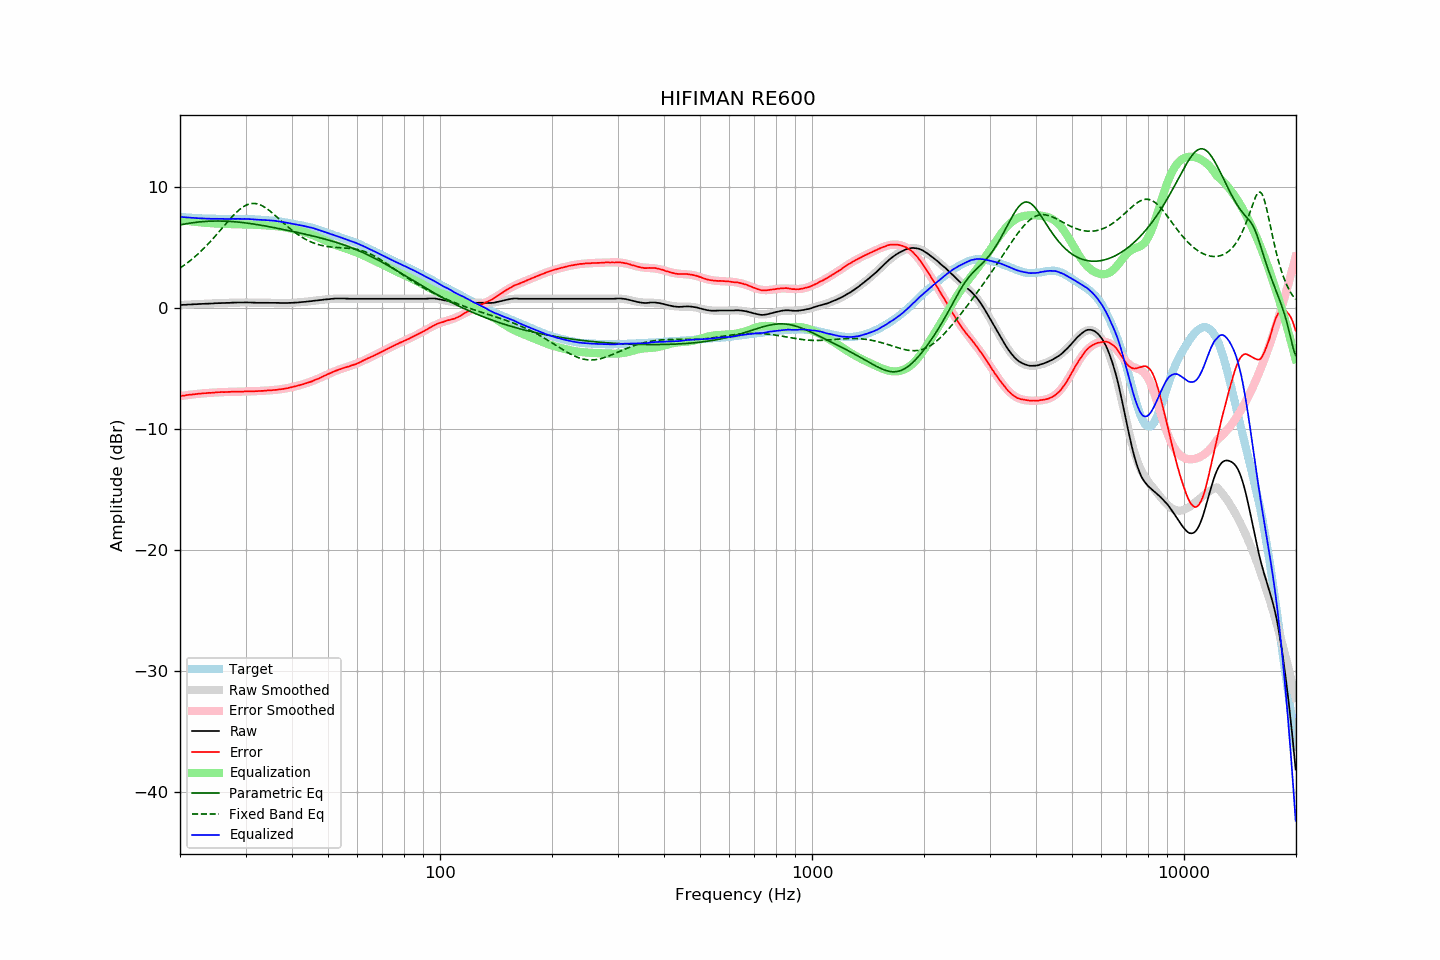 HIFIMAN RE600
Amplitude (dBr)
10
0
−10
−20
−30
−40
Target
Raw Smoothed
Error Smoothed
Raw
Error
Equalization
Parametric Eq
Fixed Band Eq
Equalized
100
1000
10000
Frequency (Hz)